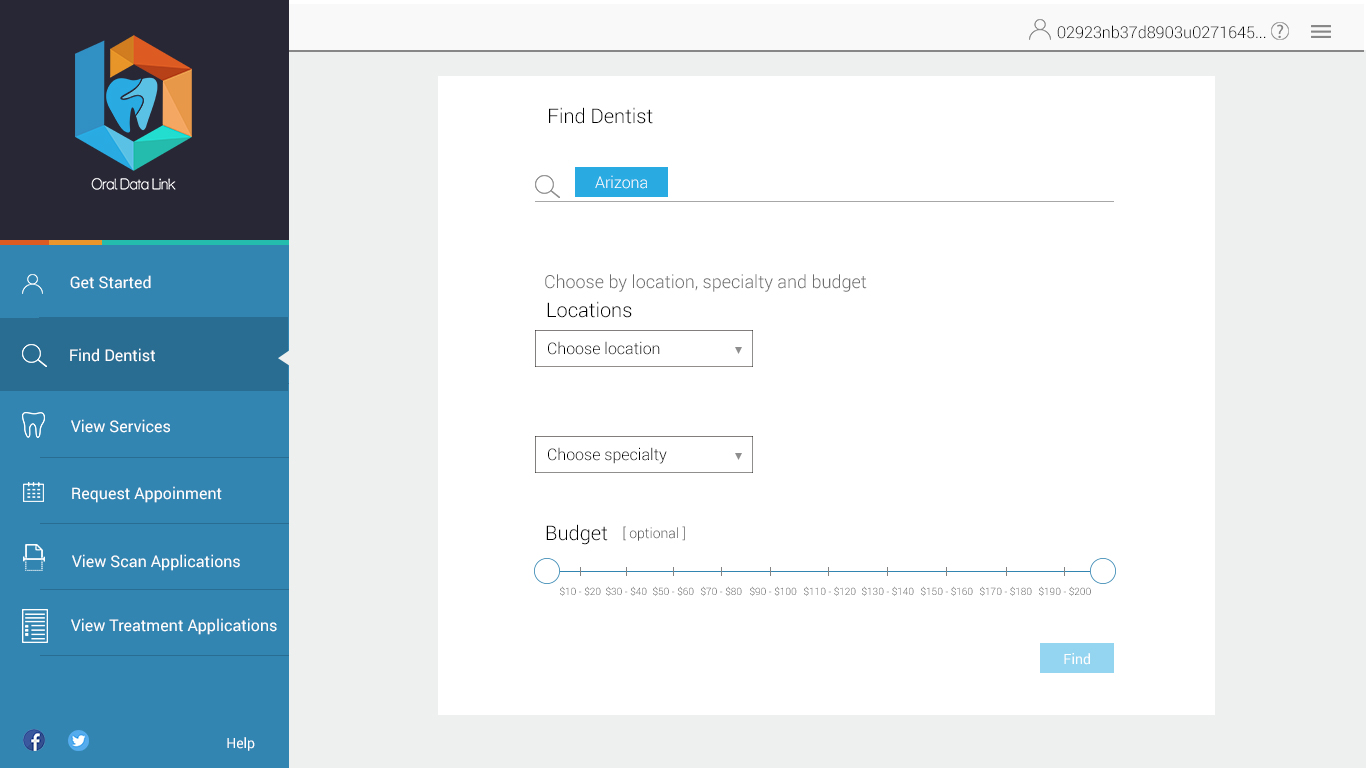 Oral Data Link
Get Started
Find Dentist
View Services
Request Appoinment
View Scan Applications
View Treatment Applications
Help
02923nb37d8903u0271645... ?
Find Dentist
Arizona
Choose by location, specialty and budget
Locations
Choose location
Choose specialty
Budget [ optional ]
$10 - $20 $30 - $40 $50 - $60 $70 - $80 $90 - $100 $110 - $120 $130 - $140 $150 - $160 $170 - $180 $190 - $200
Find